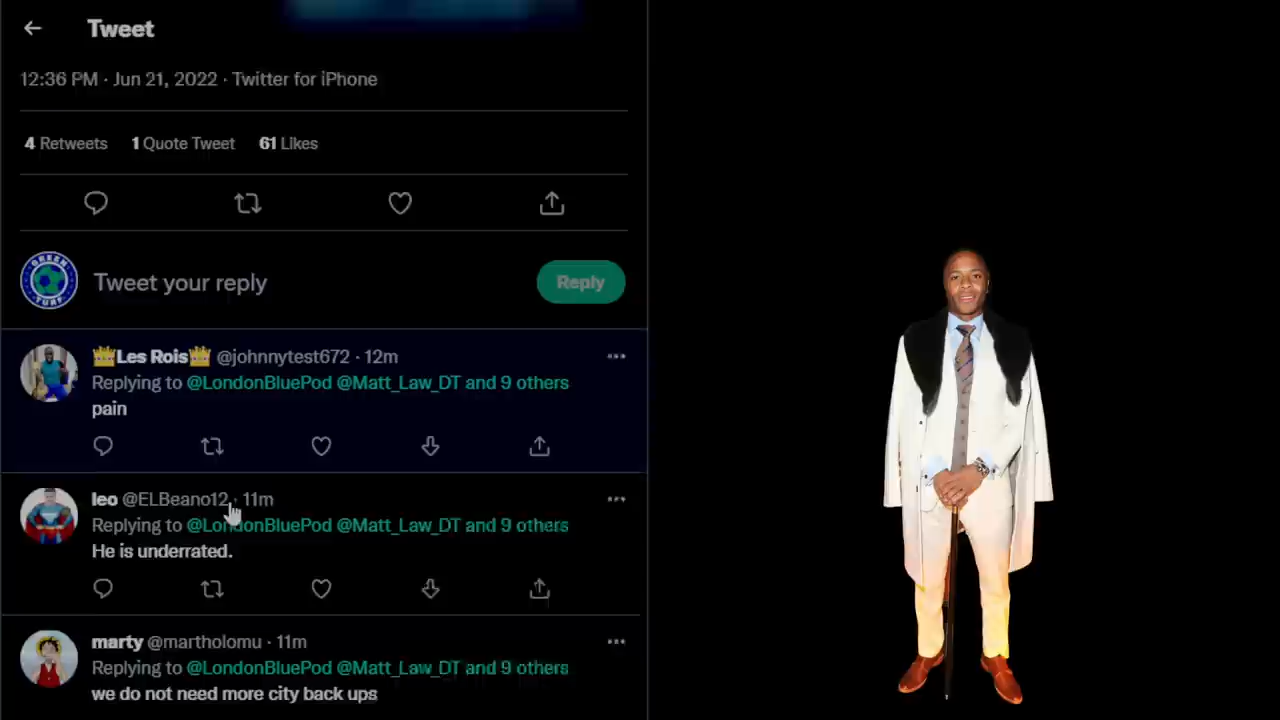 Tweet
12:36 PM · Jun 21, 2022 · Twitter for iPhone
4 Retweets 1 Quote Tweet 61 Likes
GREEN
TURF
Tweet your reply
Reply
👑Les Rois👑 @johnnytest672 · 12m
Replying to @LondonBluePod @Matt_Law_DT and 9 others
pain
leo @ELBeano12 · 11m
Replying to @LondonBluePod @Matt_Law_DT and 9 others
He is underrated.
marty @martholomu · 11m
Replying to @LondonBluePod @Matt_Law_DT and 9 others
we do not need more city back ups